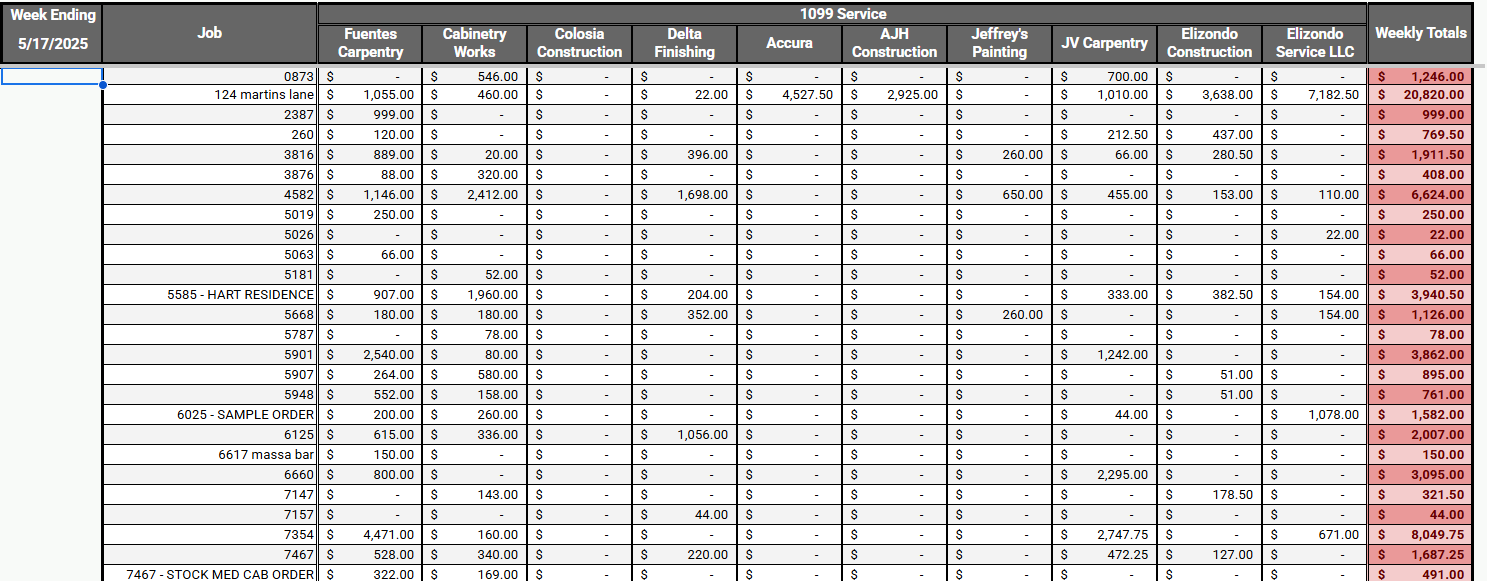 Week Ending
5/17/2025
Job
1099 Service
Fuentes Carpentry
Cabinetry Works
Colosia Construction
Delta Finishing
Accura
AJH Construction
Jeffrey's Painting
JV Carpentry
Elizondo Construction
Elizondo Service LLC
Weekly Totals
0873 $ - $ 546.00 $ - $ - $ - $ - $ - $ 700.00 $ - $ - $ 1,246.00
124 martins lane $ 1,055.00 $ 460.00 $ - $ 22.00 $ 4,527.50 $ 2,925.00 $ - $ 1,010.00 $ 3,638.00 $ 7,182.50 $ 20,820.00
2387 $ 999.00 $ - $ - $ - $ - $ - $ - $ - $ - $ - $ 999.00
260 $ 120.00 $ - $ - $ - $ - $ - $ - $ 212.50 $ 437.00 $ - $ 769.50
3816 $ 889.00 $ 20.00 $ - $ 396.00 $ - $ - $ 260.00 $ 66.00 $ 280.50 $ - $ 1,911.50
3876 $ 88.00 $ 320.00 $ - $ - $ - $ - $ - $ - $ - $ - $ 408.00
4582 $ 1,146.00 $ 2,412.00 $ - $ 1,698.00 $ - $ - $ 650.00 $ 455.00 $ 153.00 $ 110.00 $ 6,624.00
5019 $ 250.00 $ - $ - $ - $ - $ - $ - $ - $ - $ - $ 250.00
5026 $ - $ - $ - $ - $ - $ - $ - $ - $ - $ 22.00 $ 22.00
5063 $ 66.00 $ - $ - $ - $ - $ - $ - $ - $ - $ - $ 66.00
5181 $ - $ 52.00 $ - $ - $ - $ - $ - $ - $ - $ - $ 52.00
5585 - HART RESIDENCE $ 907.00 $ 1,960.00 $ - $ 204.00 $ - $ - $ - $ 333.00 $ 382.50 $ 154.00 $ 3,940.50
5668 $ 180.00 $ 180.00 $ - $ 352.00 $ - $ - $ 260.00 $ - $ - $ 154.00 $ 1,126.00
5787 $ - $ 78.00 $ - $ - $ - $ - $ - $ - $ - $ - $ 78.00
5901 $ 2,540.00 $ 80.00 $ - $ - $ - $ - $ - $ 1,242.00 $ - $ - $ 3,862.00
5907 $ 264.00 $ 580.00 $ - $ - $ - $ - $ - $ - $ 51.00 $ - $ 895.00
5948 $ 552.00 $ 158.00 $ - $ - $ - $ - $ - $ - $ 51.00 $ - $ 761.00
6025 - SAMPLE ORDER $ 200.00 $ 260.00 $ - $ - $ - $ - $ - $ 44.00 $ - $ 1,078.00 $ 1,582.00
6125 $ 615.00 $ 336.00 $ - $ 1,056.00 $ - $ - $ - $ - $ - $ - $ 2,007.00
6617 massa bar $ 150.00 $ - $ - $ - $ - $ - $ - $ - $ - $ - $ 150.00
6660 $ 800.00 $ - $ - $ - $ - $ - $ - $ 2,295.00 $ - $ - $ 3,095.00
7147 $ - $ 143.00 $ - $ - $ - $ - $ - $ - $ 178.50 $ - $ 321.50
7157 $ - $ - $ - $ 44.00 $ - $ - $ - $ - $ - $ - $ 44.00
7354 $ 4,471.00 $ 160.00 $ - $ - $ - $ - $ - $ 2,747.75 $ - $ 671.00 $ 8,049.75
7467 $ 528.00 $ 340.00 $ - $ 220.00 $ - $ - $ - $ 472.25 $ 127.00 $ - $ 1,687.25
7467 - STOCK MED CAB ORDER $ 322.00 $ 169.00 $ - $ - $ - $ - $ - $ - $ - $ - $ 491.00